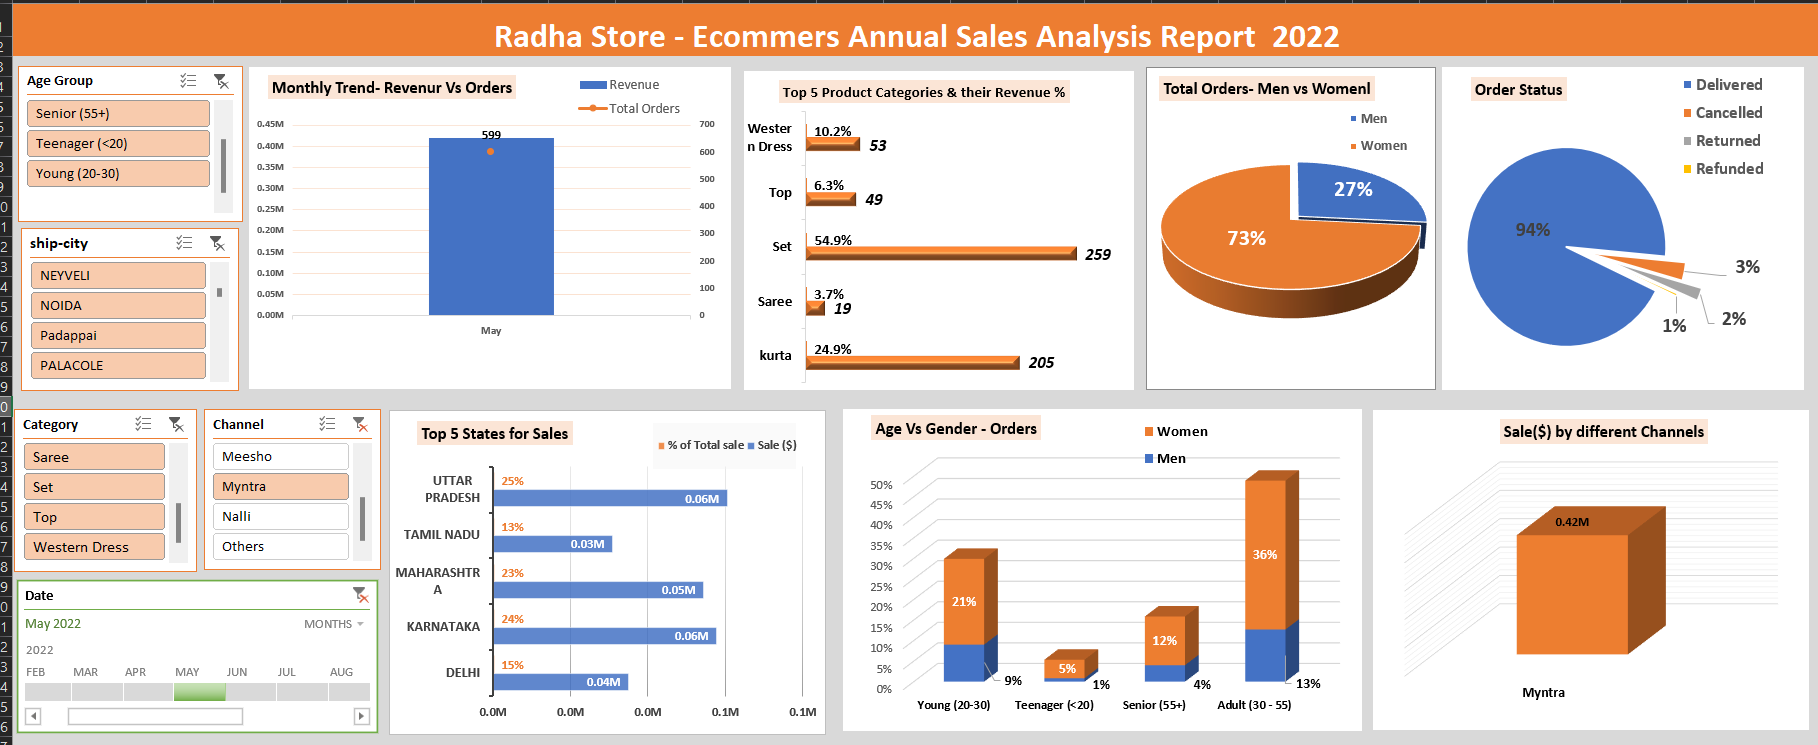 Radha Store - Ecommers Annual Sales Analysis Report  2022
Age Group
Senior (55+)
Teenager (<20)
Young (20-30)
ship-city
NEYVELI
NOIDA
Padappai
PALACOLE
Monthly Trend- Revenur Vs Orders
Revenue
Total Orders
0.45M
0.40M
0.35M
0.30M
0.25M
0.20M
0.15M
0.10M
0.05M
0.00M
599
700
600
500
400
300
200
100
0
May
Top 5 Product Categories & their Revenue %
Wester
n Dress
10.2%
53
Top
6.3%
49
Set
54.9%
259
Saree
3.7%
19
kurta
24.9%
205
Total Orders- Men vs Womenl
Men
Women
27%
73%
Order Status
Delivered
Cancelled
Returned
Refunded
94%
3%
2%
1%
Category
Saree
Set
Top
Western Dress
Channel
Meesho
Myntra
Nalli
Others
Date
May 2022
MONTHS
2022
FEB MAR APR MAY JUN JUL AUG
Top 5 States for Sales
% of Total sale Sale ($)
UTTAR
PRADESH
25%
0.06M
TAMIL NADU
13%
0.03M
MAHARASHTR
A
23%
0.05M
KARNATAKA
24%
0.06M
DELHI
15%
0.04M
0.0M 0.0M 0.0M 0.1M 0.1M
Age Vs Gender - Orders
Women
Men
50%
45%
40%
35%
30%
25%
20%
15%
10%
5%
0%
21%
9%
5%
1%
12%
4%
36%
13%
Young (20-30) Teenager (<20) Senior (55+) Adult (30 - 55)
Sale($) by different Channels
0.42M
Myntra